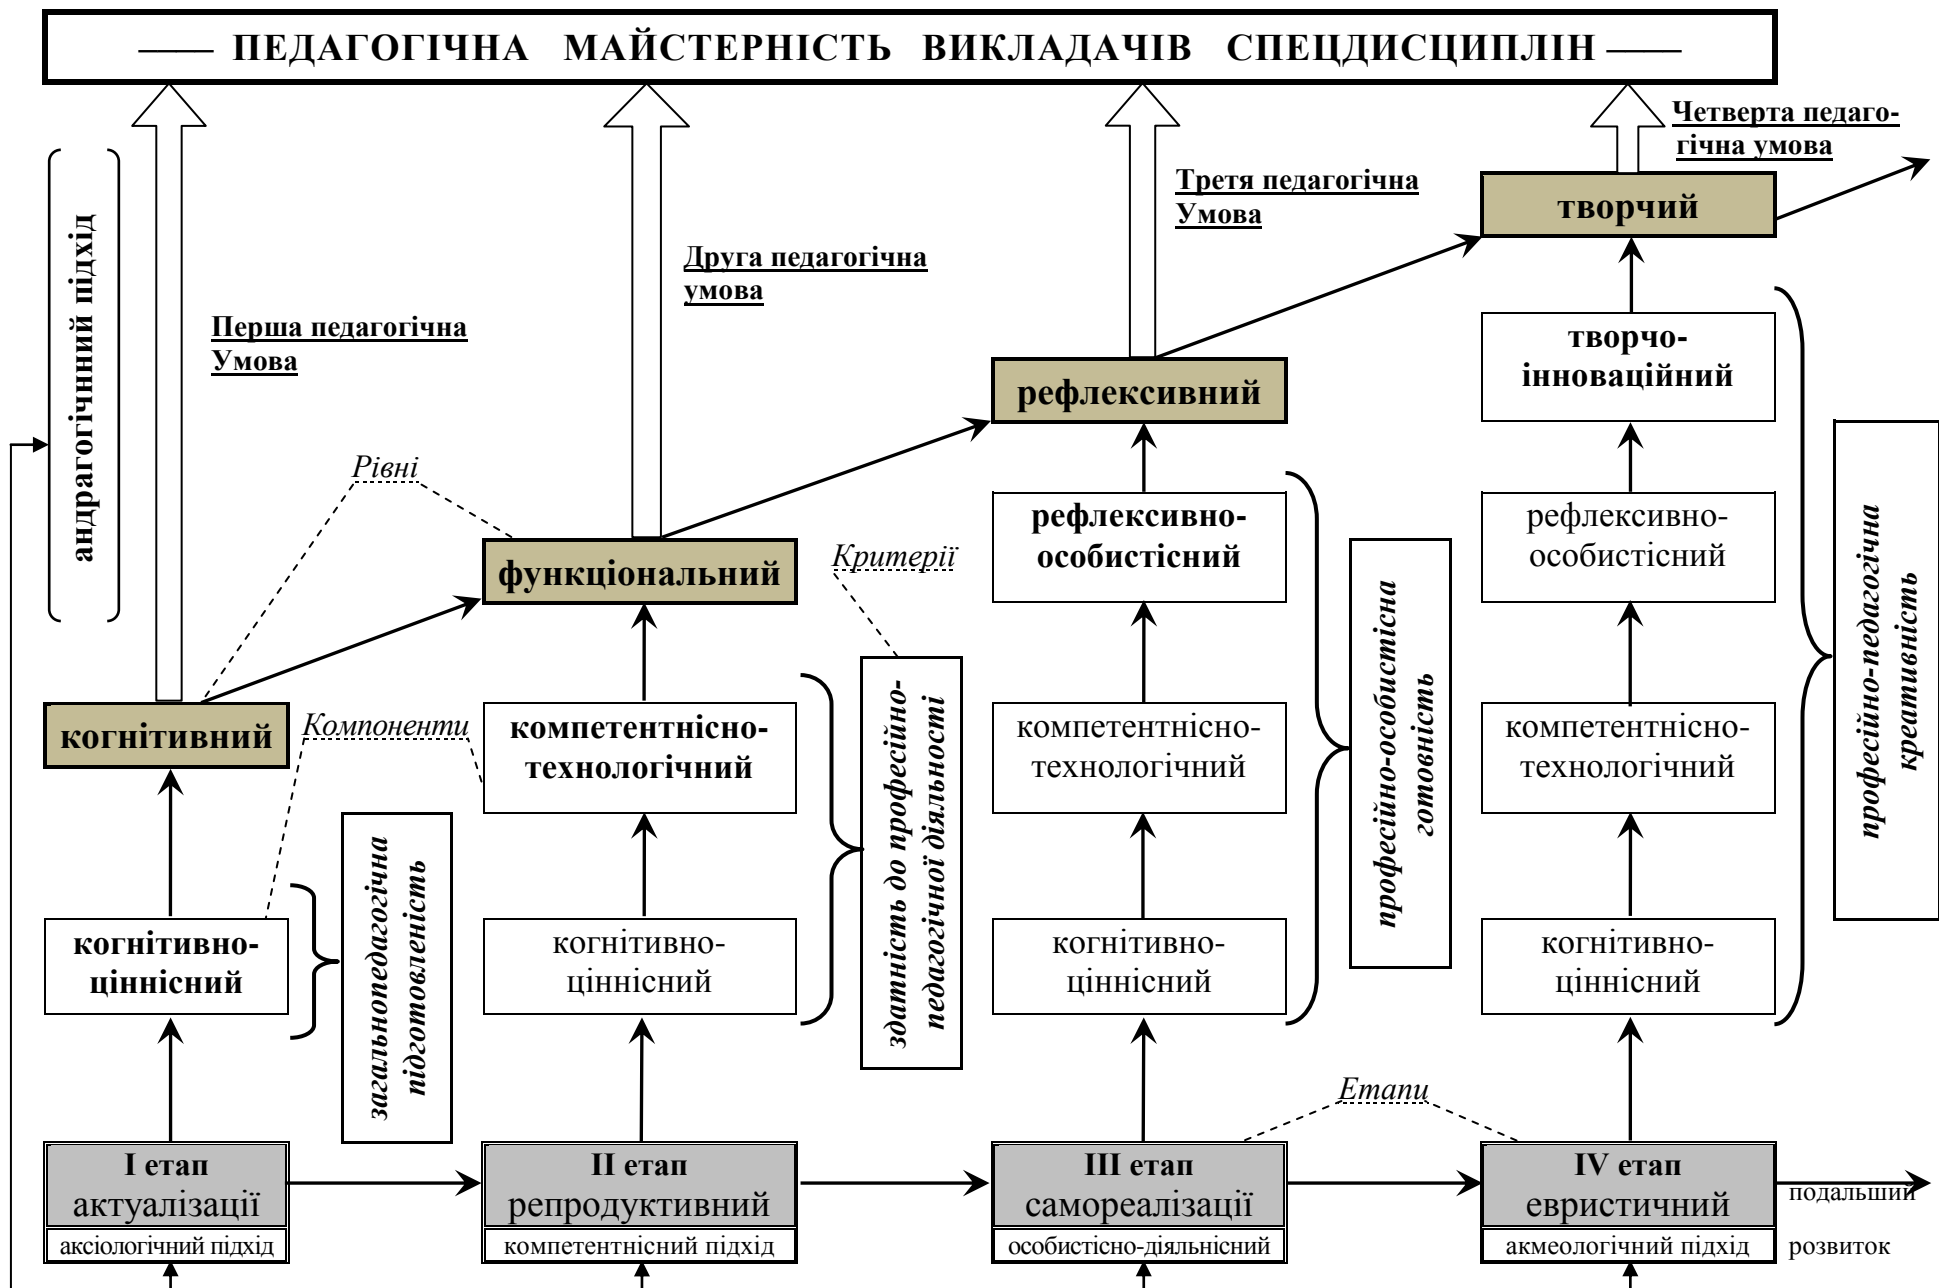 ПЕДАГОГІЧНА МАЙСТЕРНІСТЬ ВИКЛАДАЧІВ СПЕЦДИСЦИПЛІН
Четверта педаго-
гічна умова
Третя педагогічна
Умова
творчий
Друга педагогічна
умова
Перша педагогічна
Умова
андрагогічнний підхід
творчо-
інноваційний
рефлексивний
Рівні
рефлексивно-
особистісний
рефлексивно-
особистісний
Критерії
функціональний
професійно-педагогічна
креативність
професійно-особистісна
готовність
когнітивний
Компоненти
компетентнісно-
технологічний
компетентнісно-
технологічний
компетентнісно-
технологічний
здатність до професійно-
педагогічної діяльності
загальнопедагогічна
підготовленість
когнітивно-
ціннісний
когнітивно-
ціннісний
когнітивно-
ціннісний
когнітивно-
ціннісний
Етапи
І етап
актуалізації
аксіологічний підхід
ІІ етап
репродуктивний
компетентнісний підхід
ІІІ етап
самореалізації
особистісно-діяльнісний
IV етап
евристичний
акмеологічний підхід
подальший
розвиток